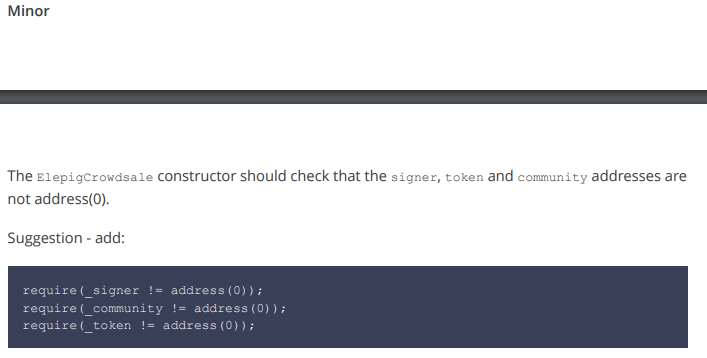 Minor
The ElepigCrowdsale constructor should check that the signer, token and community addresses are
not address(0).
Suggestion - add:
require(_signer != address(0));
require(_community != address(0));
require(_token != address(0));